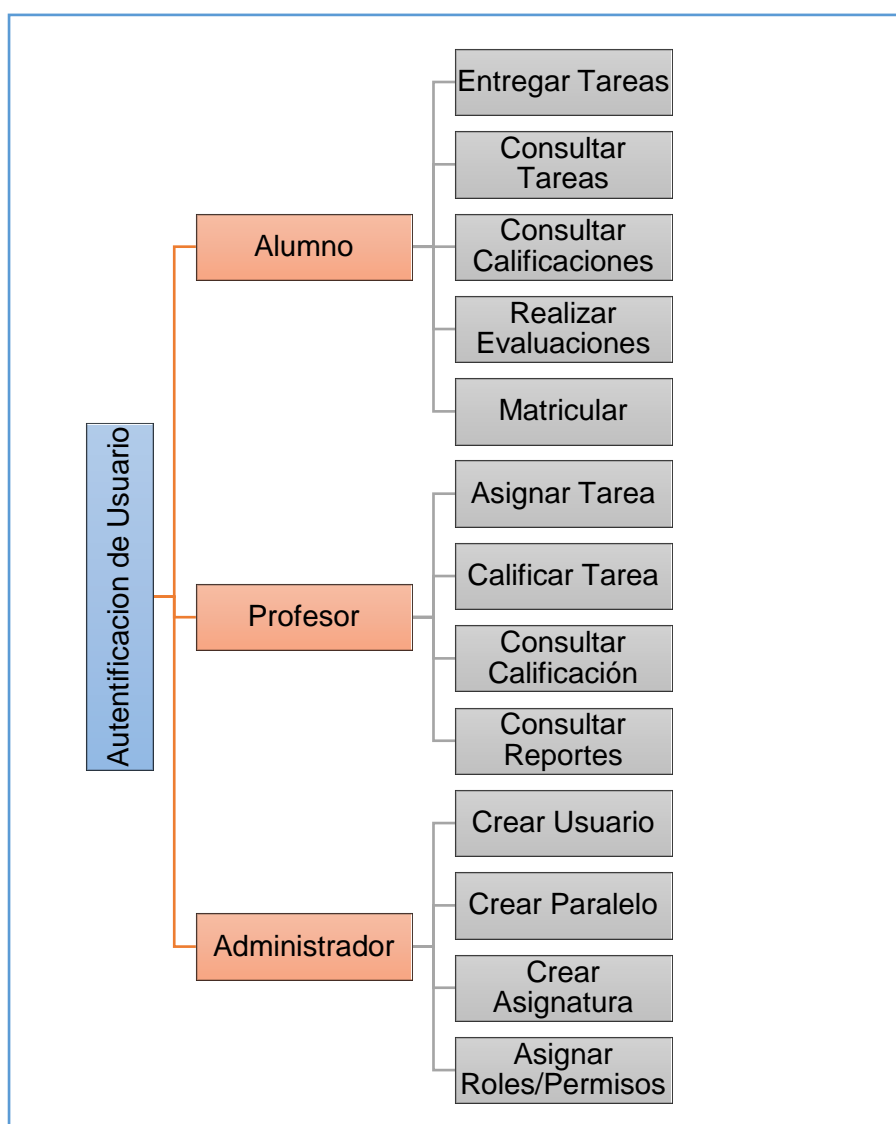 Autentificacion de Usuario
Alumno
Entregar Tareas
Consultar
Tareas
Consultar
Calificaciones
Realizar
Evaluaciones
Matricular
Profesor
Asignar Tarea
Calificar Tarea
Consultar
Calificación
Consultar
Reportes
Administrador
Crear Usuario
Crear Paralelo
Crear
Asignatura
Asignar
Roles/Permisos